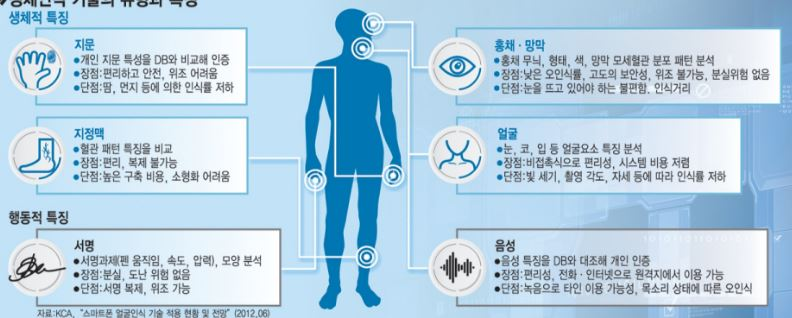 생체인식 기술의 유형과 특징
생체적 특징
지문
•개인 지문 특성을 DB와 비교해 인증
•장점:편리하고 안전, 위조 어려움
•단점:땀, 먼지 등에 의한 인식률 저하
지정맥
•혈관 패턴 특징을 비교
•장점:편리, 복제 불가능
•단점:높은 구축 비용, 소형화 어려움
홍채·망막
•홍채 무늬, 형태, 색, 망막 모세혈관 분포 패턴 분석
•장점:낮은 오인식률, 고도의 보안성, 위조 불가능, 분실위험 없음
•단점:눈을 뜨고 있어야 하는 불편함, 인식거리
얼굴
•눈, 코, 입 등 얼굴요소 특징 분석
•장점:비접촉식으로 편리성, 시스템 비용 저렴
•단점:빛 세기, 촬영 각도, 자세 등에 따라 인식률 저하
행동적 특징
서명
•서명과제(펜 움직임, 속도, 압력), 모양 분석
•장점:분실, 도난 위험 없음
•단점:서명 복제, 위조 가능
음성
•음성 특징을 DB와 대조해 개인 인증
•장점:편리성, 전화·인터넷으로 원격지에서 이용 가능
•단점:녹음으로 타인 이용 가능성, 목소리 상태에 따른 오인식
자료:KCA, "스마트폰 얼굴인식 기술 적용 현황 및 전망" (2012.06)